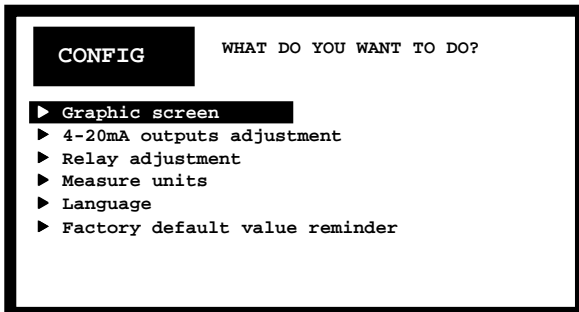 CONFIG
WHAT DO YOU WANT TO DO?
Graphic screen
4-20mA outputs adjustment
Relay adjustment
Measure units
Language
Factory default value reminder